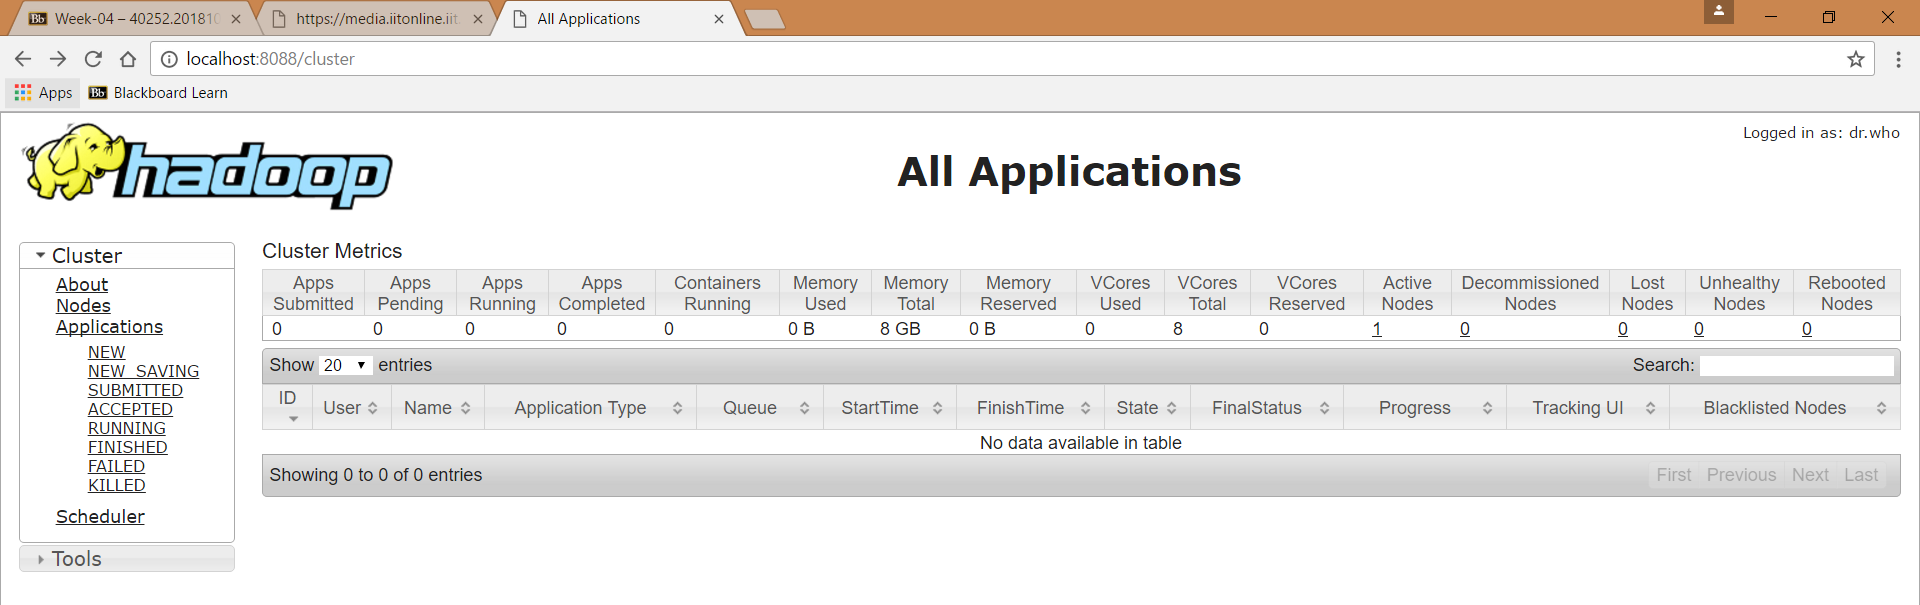 Week-04 – 40252.20181
https://media.iitonline.iit.
All Applications
localhost:8088/cluster
Apps
Bb Blackboard Learn
hadoop
Logged in as: dr.who
All Applications
Cluster
About
Nodes
Applications
NEW
NEW_SAVING
SUBMITTED
ACCEPTED
RUNNING
FINISHED
FAILED
KILLED
Scheduler
Tools
Cluster Metrics
Apps Submitted Apps Pending Apps Running Apps Completed Containers Running Memory Used Memory Total Memory Reserved VCores Used VCores Total VCores Reserved Active Nodes Decommissioned Nodes Lost Nodes Unhealthy Nodes Rebooted Nodes
0 0 0 0 0 0 B 8 GB 0 B 0 8 0 1 0 0 0 0
Show 20 entries Search:
ID User Name Application Type Queue StartTime FinishTime State FinalStatus Progress Tracking UI Blacklisted Nodes
No data available in table
Showing 0 to 0 of 0 entries First Previous Next Last